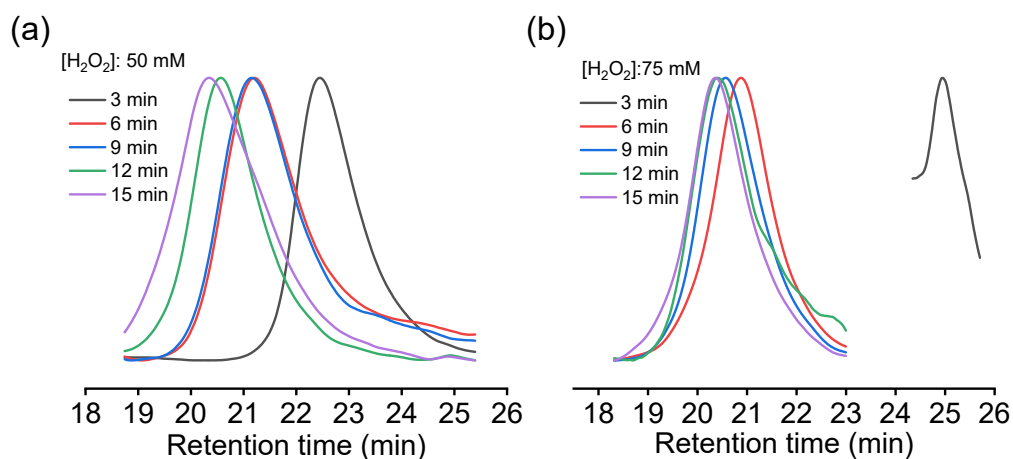 (a)
[H₂O₂]: 50 mM
3 min
6 min
9 min
12 min
15 min
18 19 20 21 22 23 24 25 26
Retention time (min)
(b)
[H₂O₂]:75 mM
3 min
6 min
9 min
12 min
15 min
18 19 20 21 22 23 24 25 26
Retention time (min)